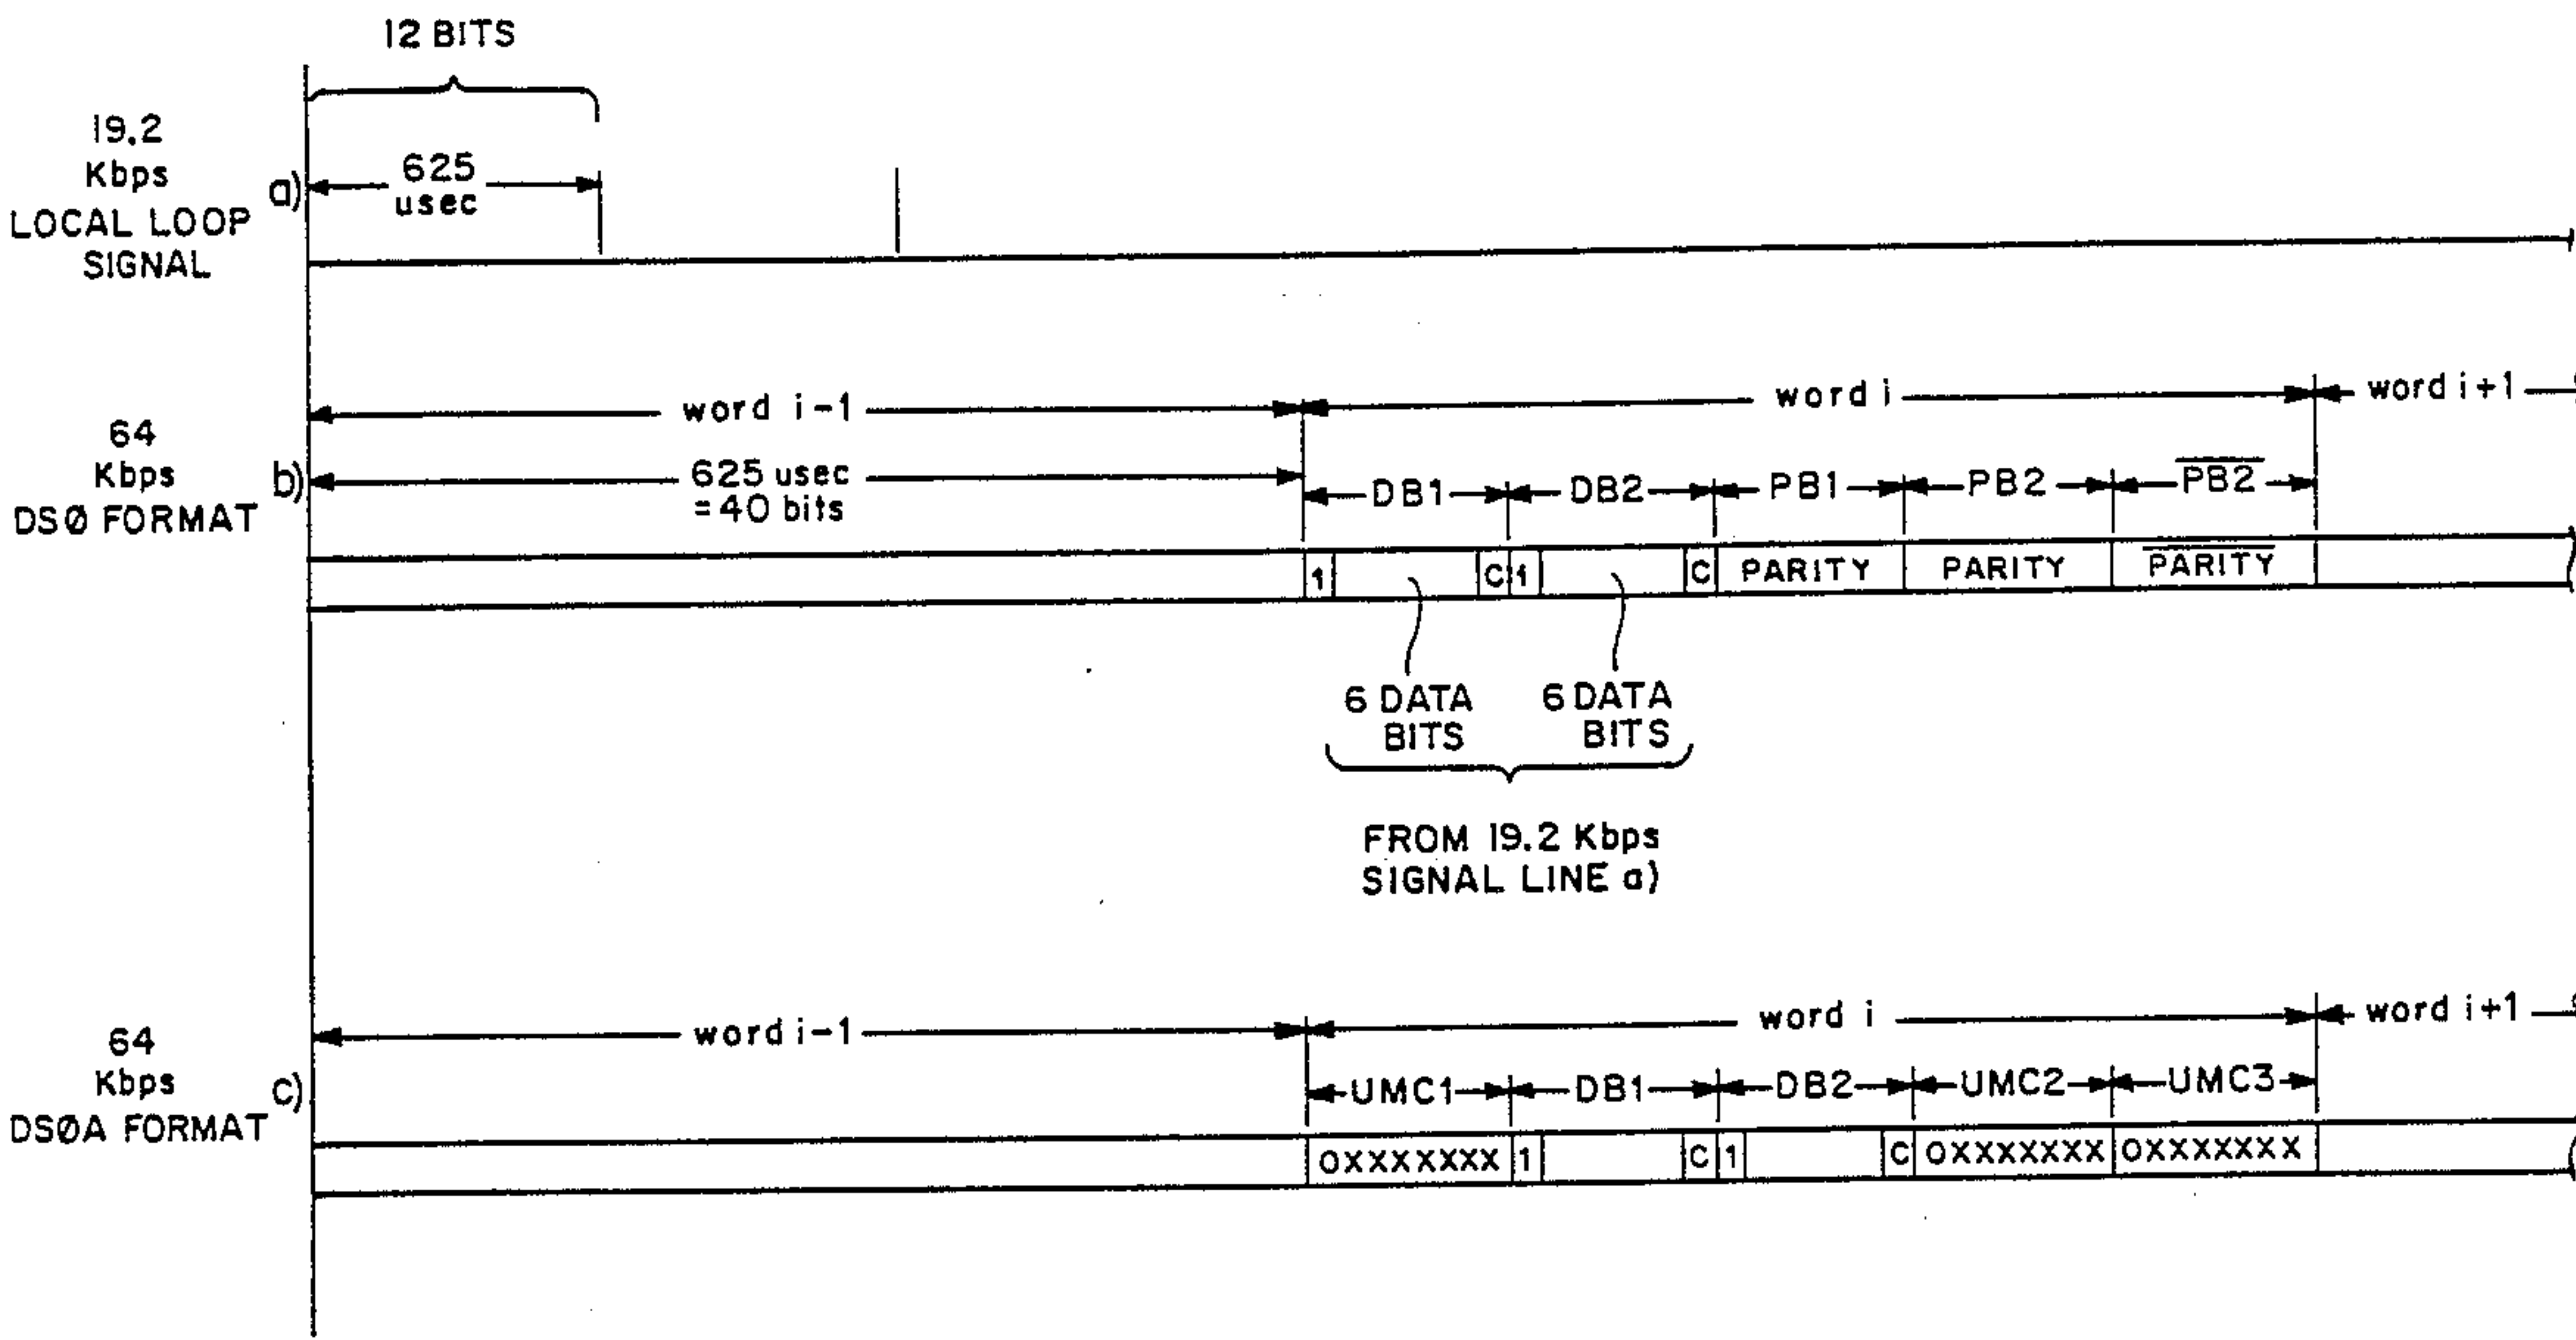 12 BITS
19.2
Kbps
LOCAL LOOP
SIGNAL
a)
625
usec
64
Kbps
DSØ FORMAT
b)
word i-1
word i
word i+1
625 usec
=40 bits
DB1
DB2
PB1
PB2
P̅B̅2̅
1
C
1
C
PARITY
PARITY
P̅A̅R̅I̅T̅Y̅
6 DATA
BITS
6 DATA
BITS
FROM 19.2 Kbps
SIGNAL LINE a)
64
Kbps
DSØA FORMAT
c)
word i-1
word i
word i+1
UMC1
DB1
DB2
UMC2
UMC3
OXXXXXXX
1
C
1
C
OXXXXXXX
OXXXXXXX